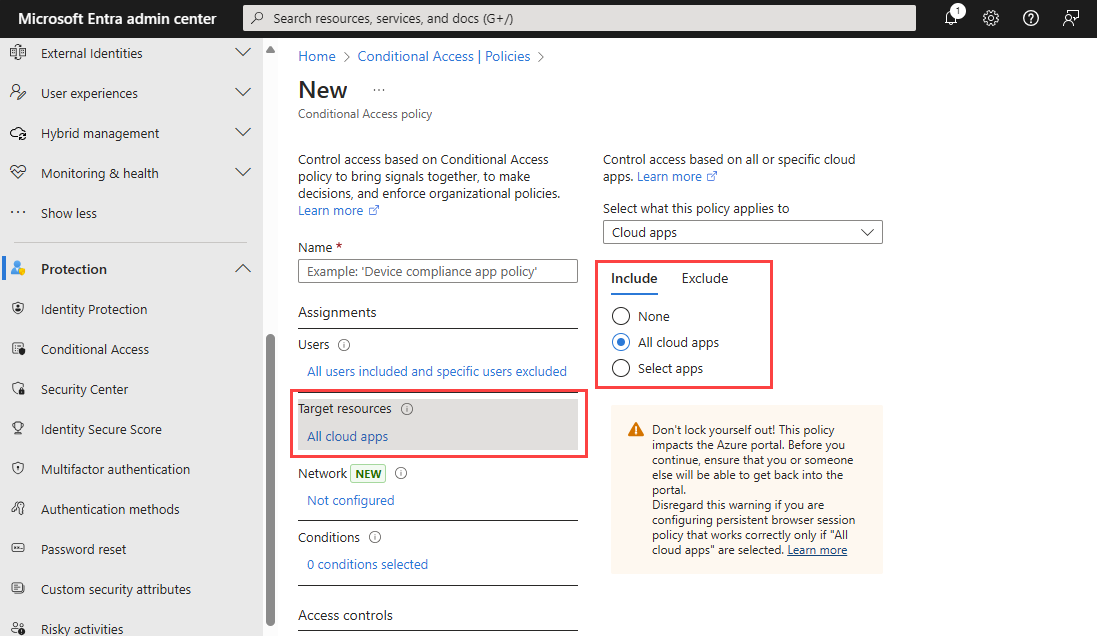 Microsoft Entra admin center
Search resources, services, and docs (G+/)
1
External Identities
User experiences
Hybrid management
Monitoring & health
Show less
Protection
Identity Protection
Conditional Access
Security Center
Identity Secure Score
Multifactor authentication
Authentication methods
Password reset
Custom security attributes
Risky activities
Home > Conditional Access | Policies >
New ...
Conditional Access policy
Control access based on Conditional Access
policy to bring signals together, to make
decisions, and enforce organizational policies.
Learn more
Name *
Example: 'Device compliance app policy'
Assignments
Users
All users included and specific users excluded
Target resources
All cloud apps
Network NEW
Not configured
Conditions
0 conditions selected
Access controls
Control access based on all or specific cloud
apps. Learn more
Select what this policy applies to
Cloud apps
Include Exclude
None
All cloud apps
Select apps
Don't lock yourself out! This policy
impacts the Azure portal. Before you
continue, ensure that you or someone
else will be able to get back into the
portal.
Disregard this warning if you are
configuring persistent browser session
policy that works correctly only if "All
cloud apps" are selected. Learn more